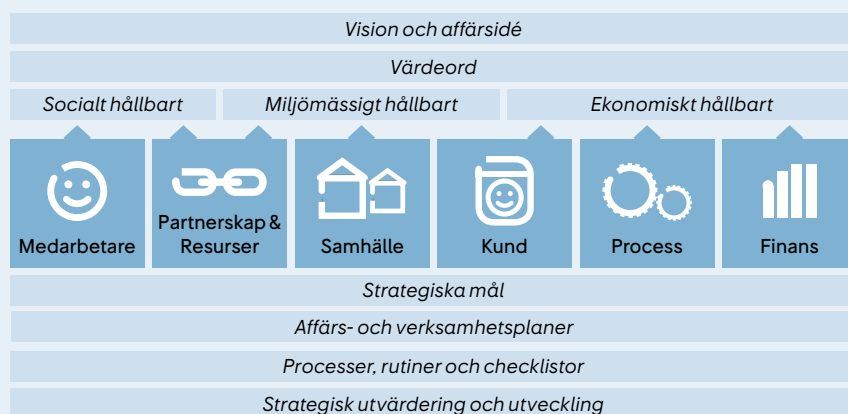 Vision och affärsidé
Värdeord
Socialt hållbart
Miljömässigt hållbart
Ekonomiskt hållbart
Medarbetare
Partnerskap &
Resurser
Samhälle
Kund
Process
Finans
Strategiska mål
Affärs- och verksamhetsplaner
Processer, rutiner och checklistor
Strategisk utvärdering och utveckling